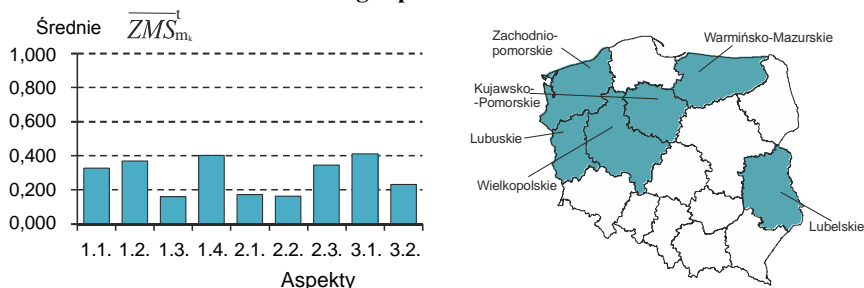 Średnie ZMS t mk
1,000
0,800
0,600
0,400
0,200
0,000
1.1. 1.2. 1.3. 1.4. 2.1. 2.2. 2.3. 3.1. 3.2.
Aspekty
Zachodnio-
pomorskie
Warmińsko-Mazurskie
Kujawsko-
-Pomorskie
Lubuskie
Wielkopolskie
Lubelskie